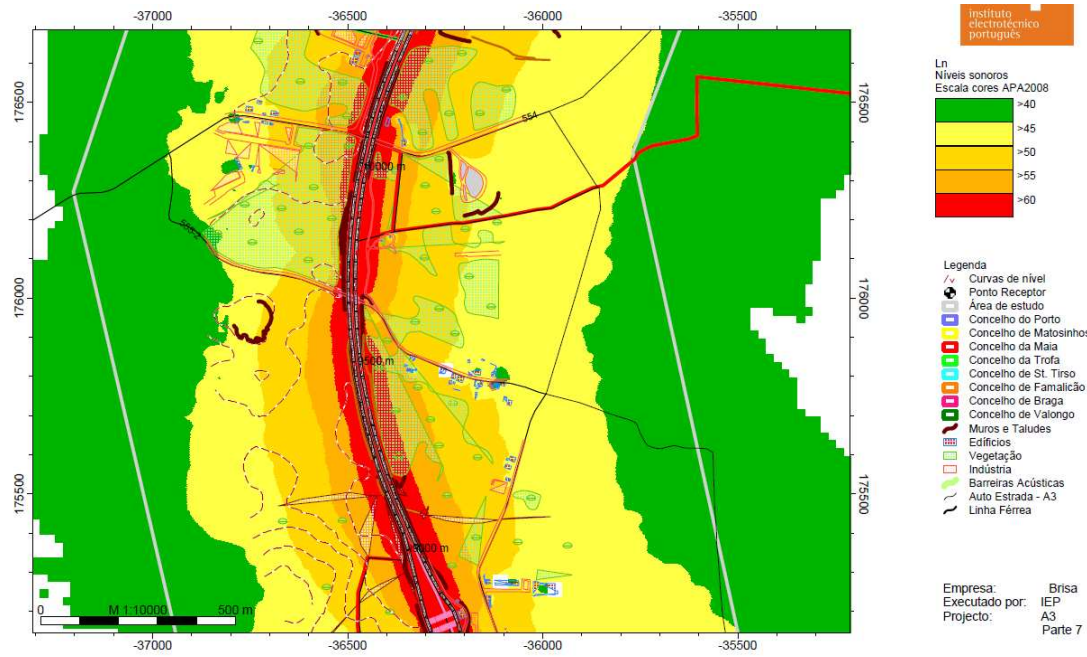 instituto
electrotécnico
português
-37000 -36500 -36000 -35500
Ln
Níveis sonoros
Escala cores APA2008
>40
>45
>50
>55
>60
176500 176500
554
555-2
176000 176000
9500 m
175500 175500
Legenda
Curvas de nível
Ponto Receptor
Área de estudo
Concelho do Porto
Concelho de Matosinhos
Concelho da Maia
Concelho da Trofa
Concelho de St. Tirso
Concelho de Famalicão
Concelho de Braga
Concelho de Valongo
Muros e Taludes
Edifícios
Vegetação
Indústria
Barreiras Acústicas
Auto Estrada - A3
Linha Férrea
0 M 1:10000 500 m
-37000 -36500 -36000 -35500
Empresa: Brisa
Executado por: IEP
Projecto: A3
Parte 7